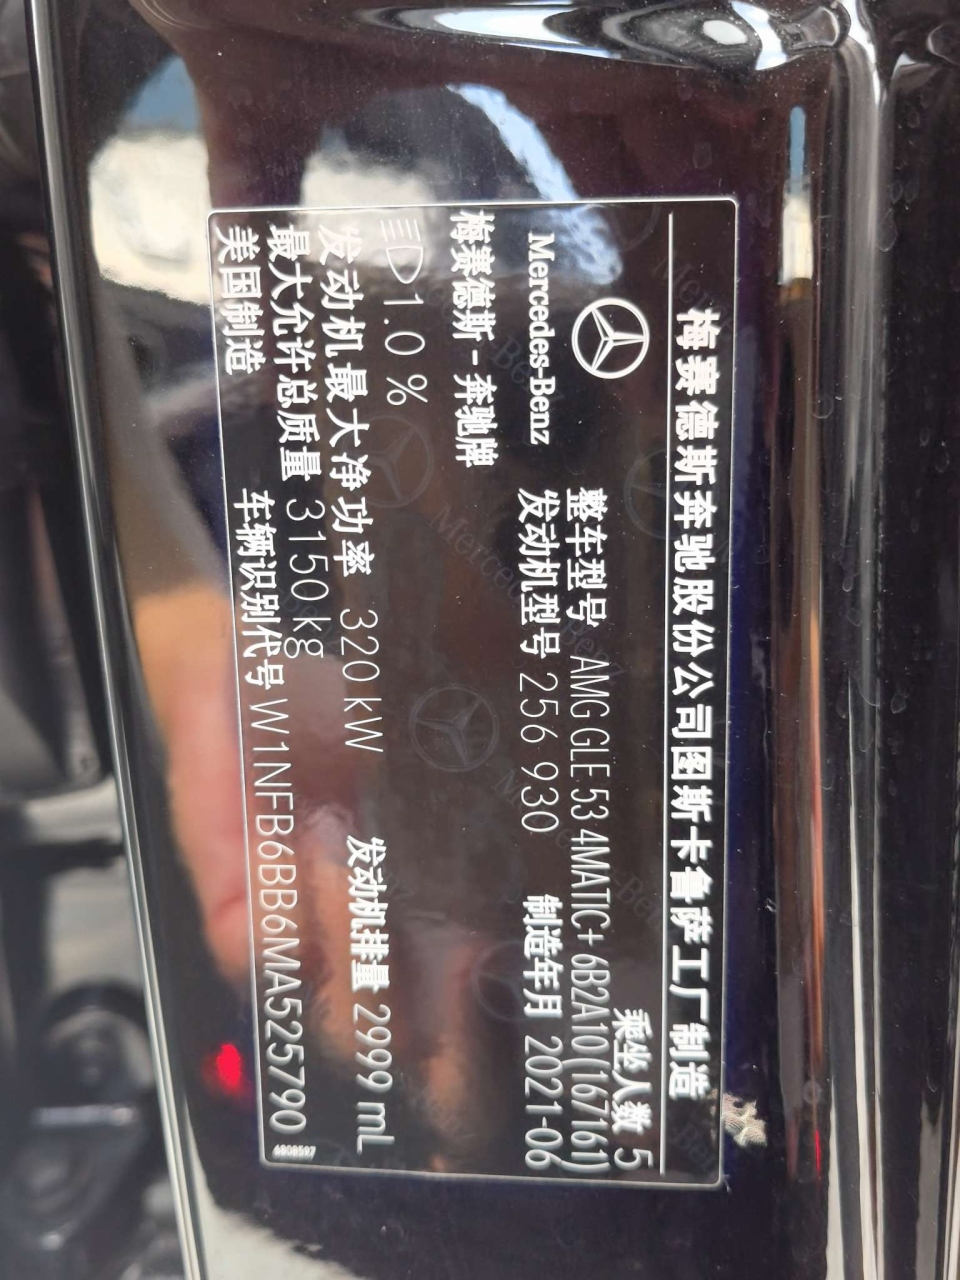 梅赛德斯奔驰股份公司图斯卡鲁萨工厂制造
乘坐人数 5
Mercedes-Benz
整车型号 AMG GLE 53 4MATIC+ 6B2A10(167161)
发动机型号 256 930 制造年月 2021-06
梅赛德斯-奔驰牌
1.0 %
发动机最大净功率 320 kW 发动机排量 2999 mL
最大允许总质量 3150 kg
美国制造 车辆识别代号 W1NFB6BB6MA525790